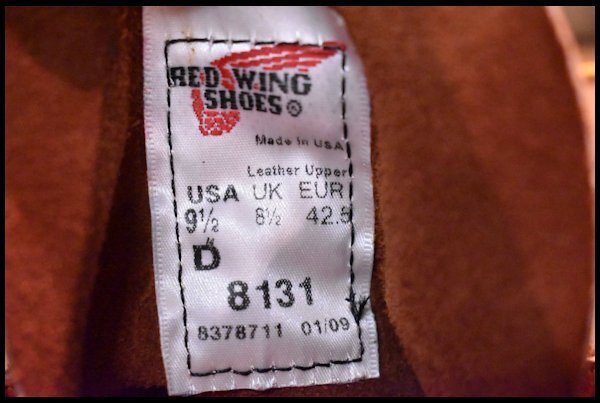 RED WING
SHOES®
Made in USA
Leather Upper
USA UK EUR
9½ 8½ 42.5
D
8131
8378711 01/09